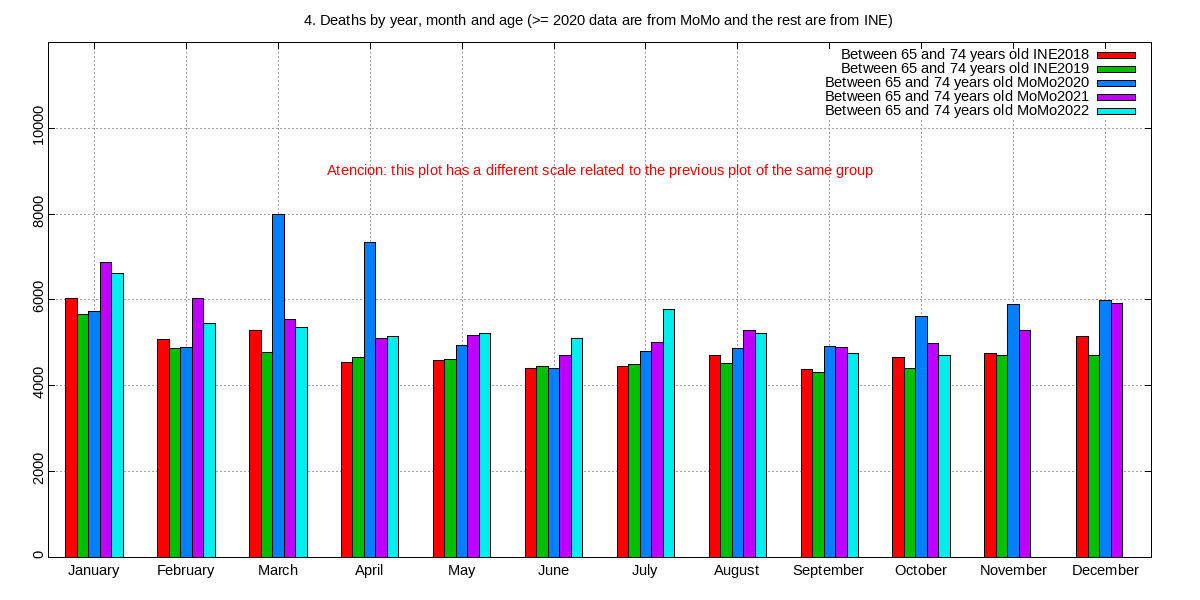 4. Deaths by year, month and age (>= 2020 data are from MoMo and the rest are from INE)
Between 65 and 74 years old INE2018
Between 65 and 74 years old INE2019
Between 65 and 74 years old MoMo2020
Between 65 and 74 years old MoMo2021
Between 65 and 74 years old MoMo2022
Atencion: this plot has a different scale related to the previous plot of the same group
10000
8000
6000
4000
2000
0
January February March April May June July August September October November December